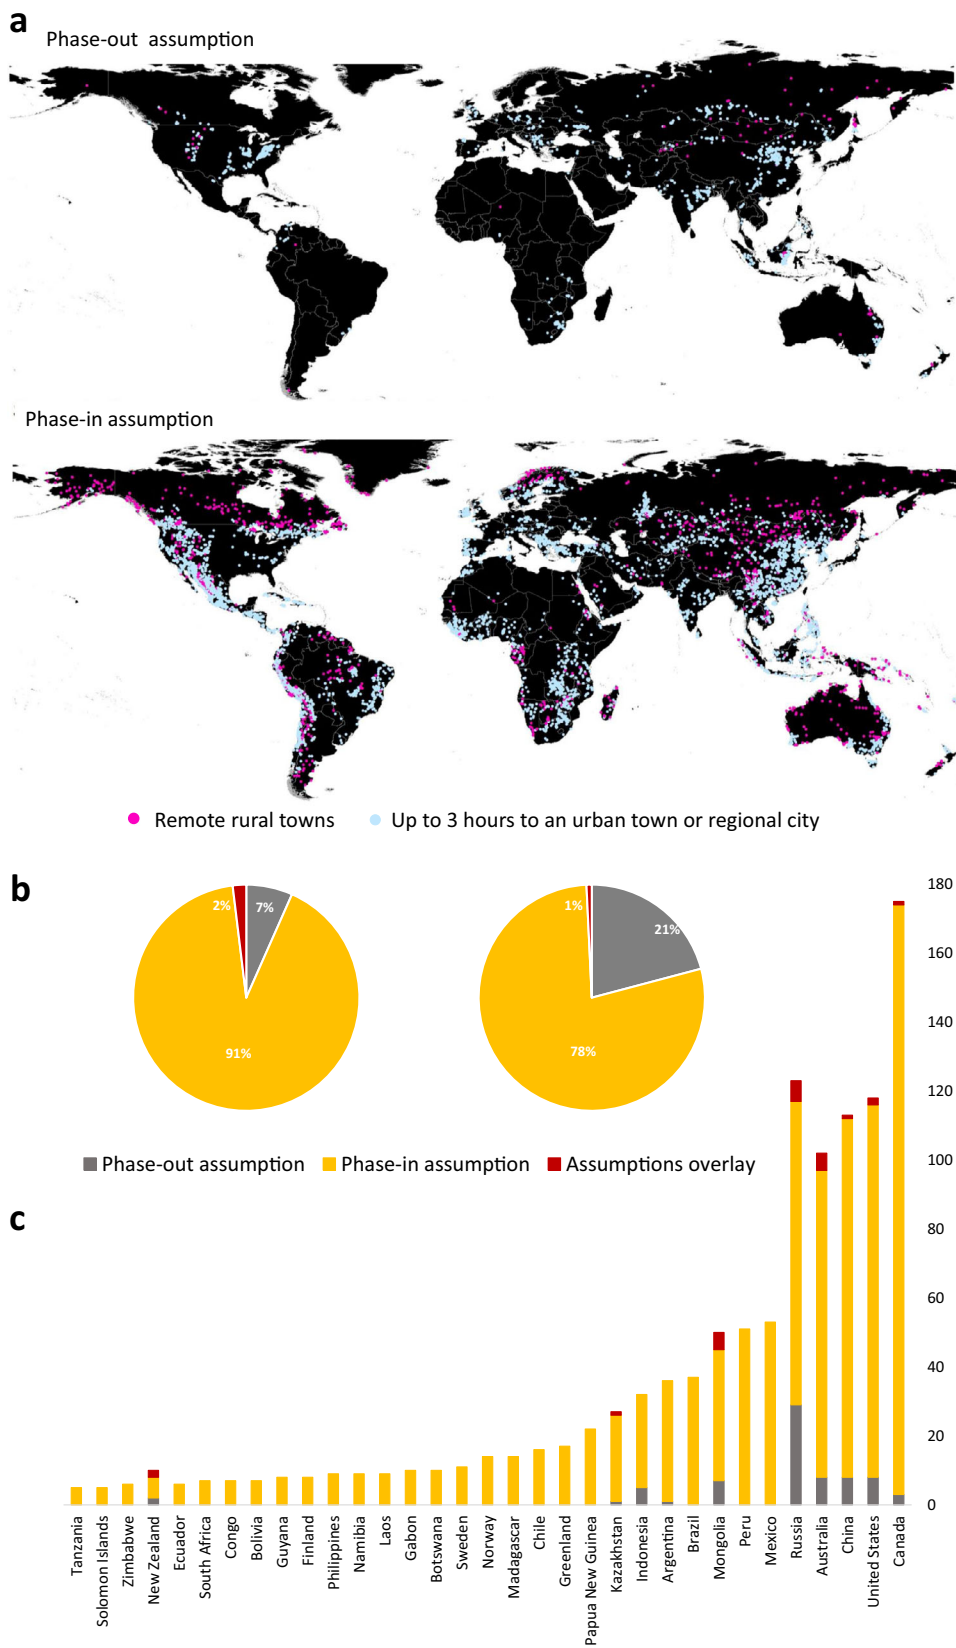 a
Phase-out assumption
Phase-in assumption
Remote rural towns
Up to 3 hours to an urban town or regional city
b
2%
7%
91%
1%
21%
78%
Phase-out assumption
Phase-in assumption
Assumptions overlay
c
180
160
140
120
100
80
60
40
20
0
Tanzania
Solomon Islands
Zimbabwe
New Zealand
Ecuador
South Africa
Congo
Bolivia
Guyana
Finland
Philippines
Namibia
Laos
Gabon
Botswana
Sweden
Norway
Madagascar
Chile
Greenland
Papua New Guinea
Kazakhstan
Indonesia
Argentina
Brazil
Mongolia
Peru
Mexico
Russia
Australia
China
United States
Canada